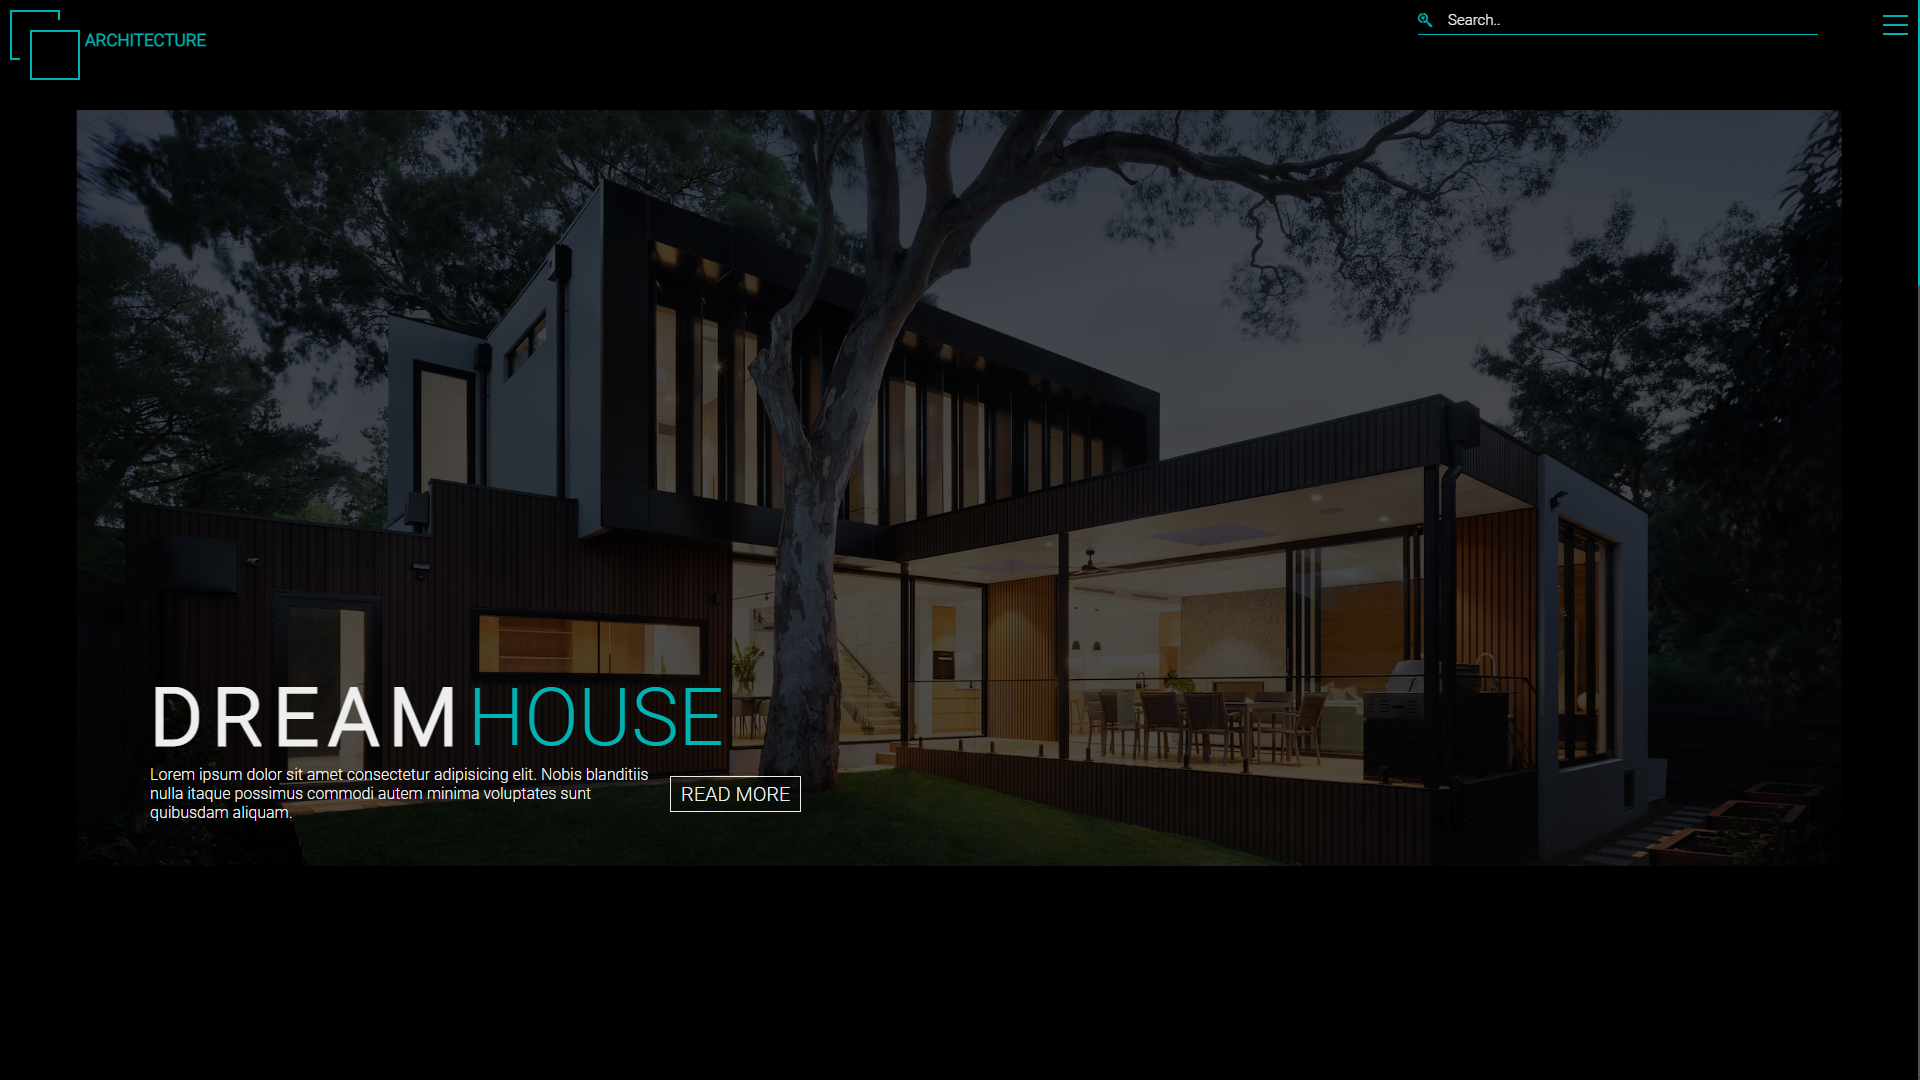 ARCHITECTURE
Search..
DREAM HOUSE
Lorem ipsum dolor sit amet consectetur adipisicing elit. Nobis blanditiis
nulla itaque possimus commodi autem minima voluptates sunt
quibusdam aliquam.
READ MORE